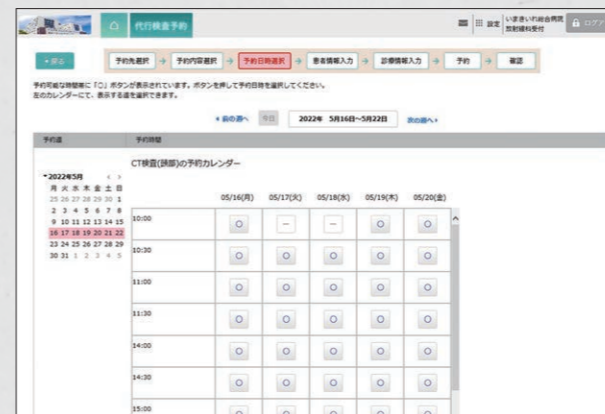 代行検査予約
設定
いまきいれ総合病院
放射線科受付
ログア
戻る
予約先選択 → 予約内容選択 → 予約日時選択 → 患者情報入力 → 診療情報入力 → 予約 → 確認
予約可能な時間帯に「○」ボタンが表示されています。ボタンを押して予約日時を選択してください。
左のカレンダーにて、表示する週を選択できます。
前の週へ 今日 2022年 5月16日～5月22日 次の週へ
予約週 予約時間
CT検査(頭部)の予約カレンダー
2022年5月 < >
月 火 水 木 金 土 日
25 26 27 28 29 30 1
2 3 4 5 6 7 8
9 10 11 12 13 14 15
16 17 18 19 20 21 22
23 24 25 26 27 28 29
30 31 1 2 3 4 5
05/16(月) 05/17(火) 05/18(水) 05/19(木) 05/20(金)
10:00 ○ － － ○ ○
10:30 ○ ○ ○ ○ ○
11:00 ○ ○ ○ ○ ○
11:30 ○ ○ ○ ○ ○
14:00 ○ ○ ○ ○ ○
14:30 ○ ○ ○ ○ ○
15:00 ○ ○ ○ ○ ○